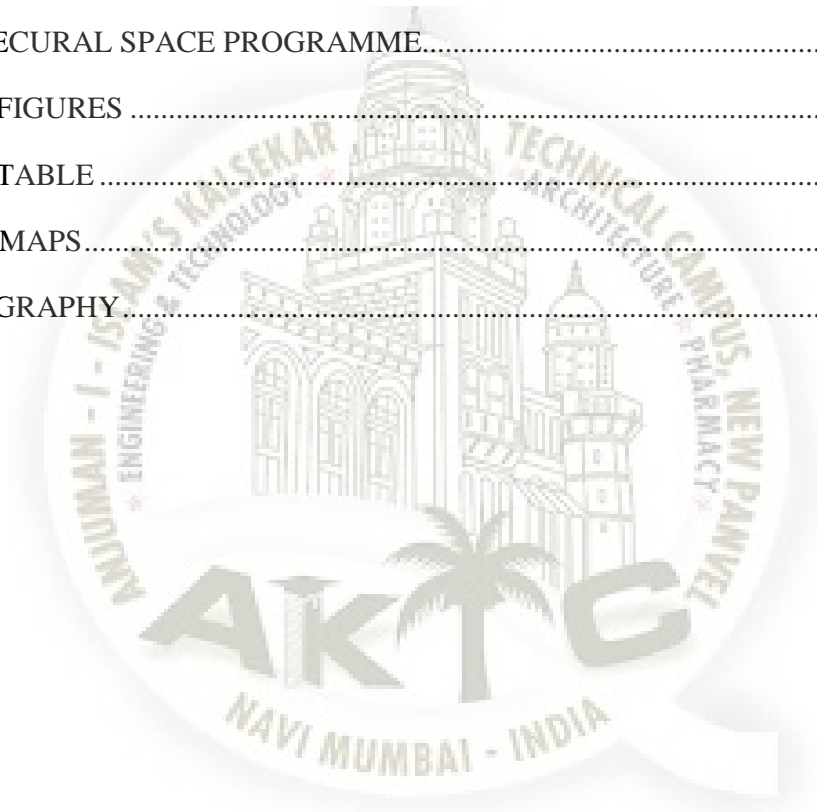 ECURAL SPACE PROGRAMME..............................................................
FIGURES ..............................................................................................
TABLE ..................................................................................................
MAPS....................................................................................................
GRAPHY...............................................................................................
ANJUMAN - I - ISLAM'S KALSEKAR TECHNICAL CAMPUS, NEW PANVEL
* ENGINEERING & TECHNOLOGY * *ARCHITECTURE * PHARMACY *
AKTC
NAVI MUMBAI - INDIA